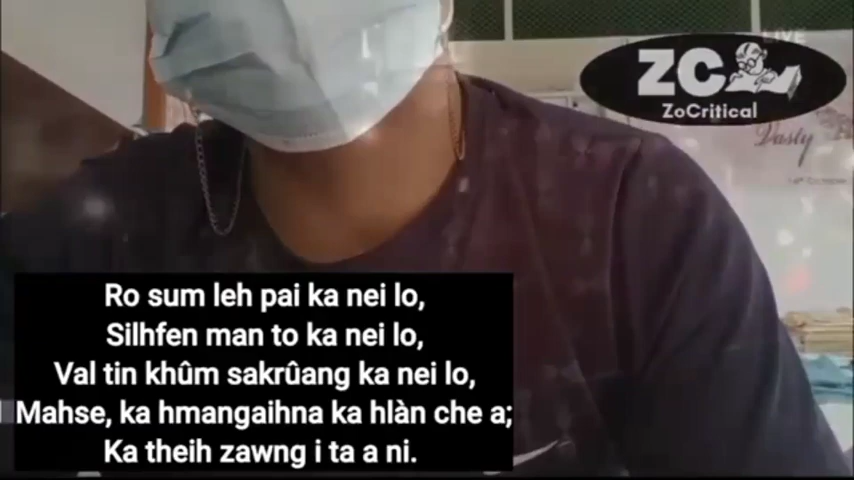 LIVE
ZC
ZoCritical
Vasty
Ro sum leh pai ka nei lo,
Silhfen man to ka nei lo,
Val tin khûm sakrûang ka nei lo,
Mahse, ka hmangaihna ka hlàn che a;
Ka theih zawng i ta a ni.